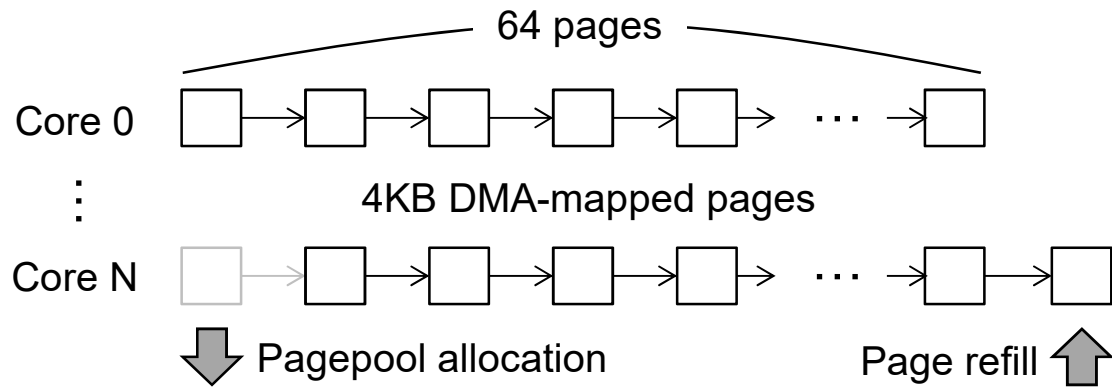 64 pages
Core 0
...
⋮
4KB DMA-mapped pages
Core N
...
Pagepool allocation
Page refill